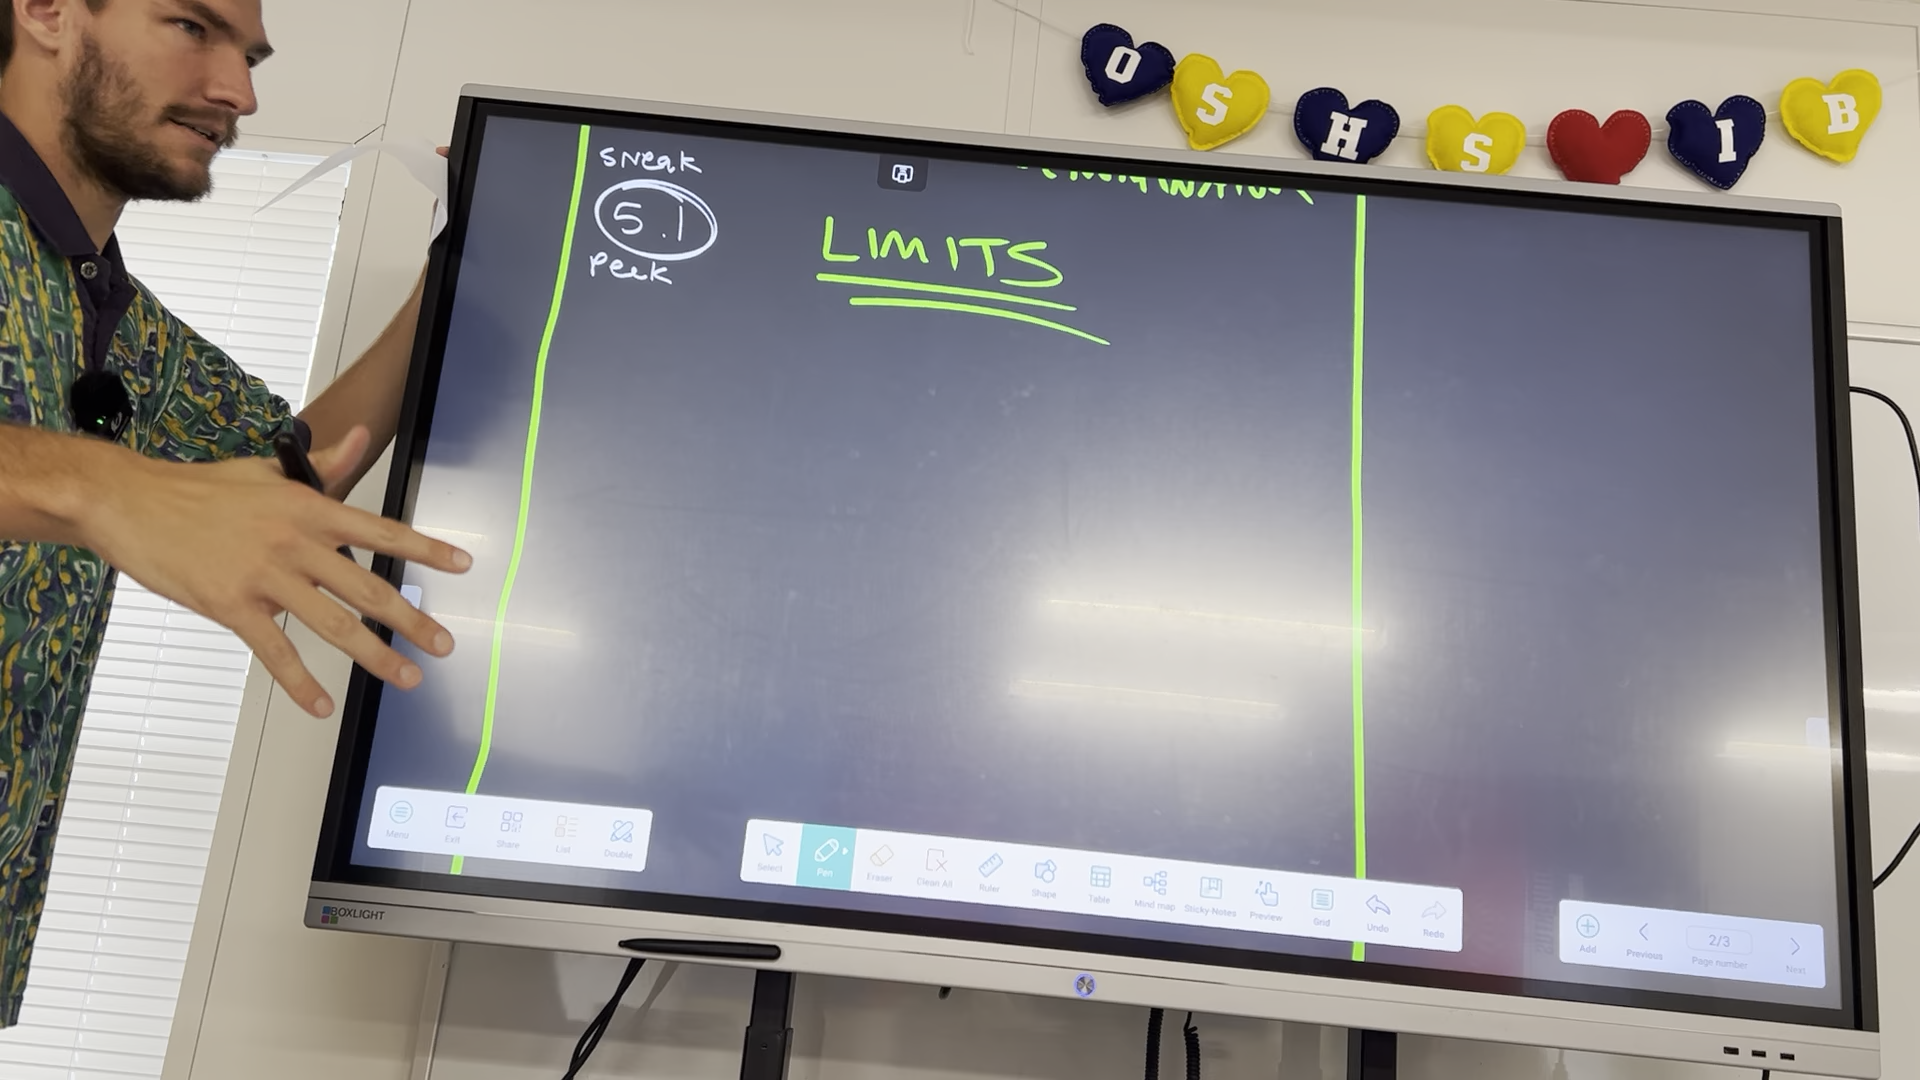 O S H S I B
sneak
5.1
peek
LIMITS
Menu
Exit
Share
List
Double
Select
Pen
Eraser
Clean All
Ruler
Shape
Table
Mind map
Sticky Notes
Preview
Grid
Undo
Redo
Add
Previous
2/3
Page number
Next
BOXLIGHT